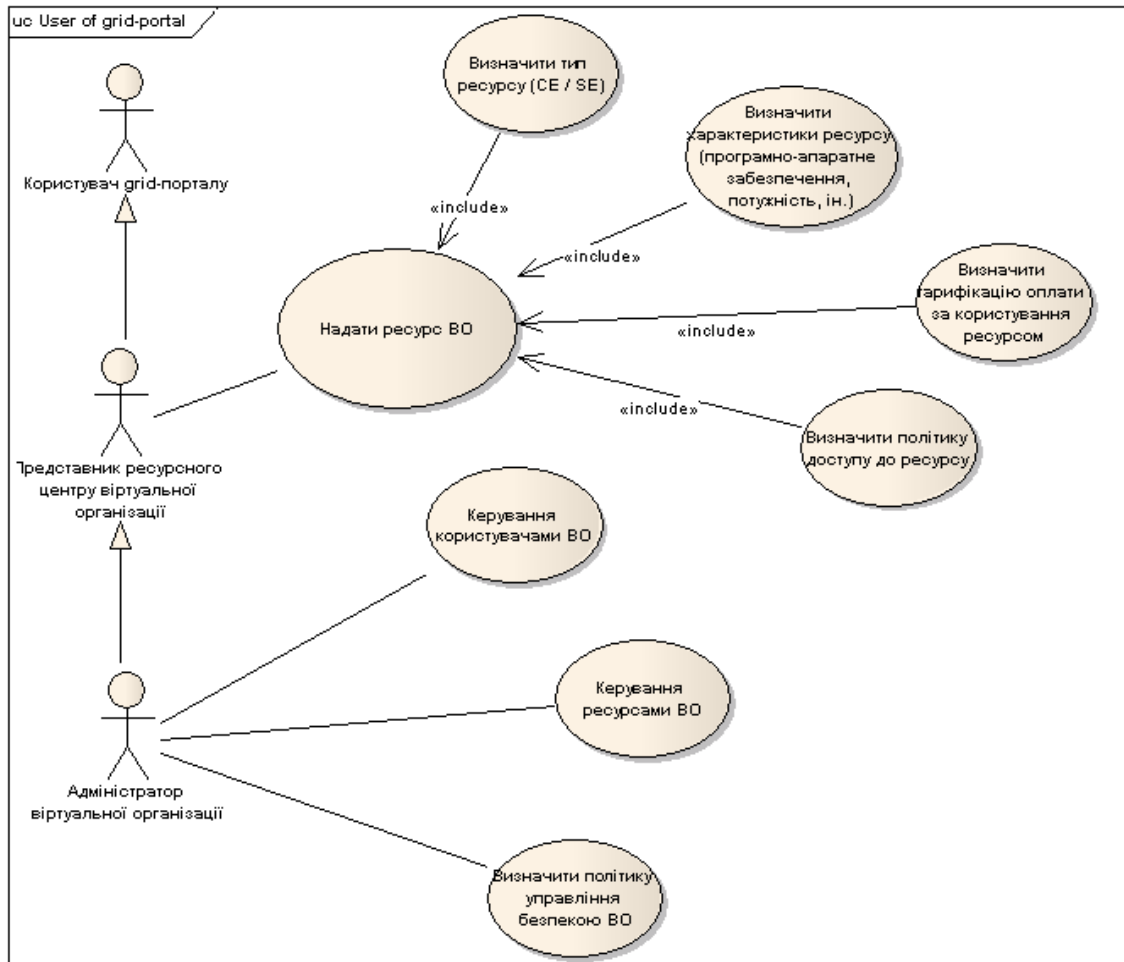 uc User of grid-portal
Користувач grid-порталу
Визначити тип
ресурсу (CE / SE)
Визначити
характеристики ресурсу
(програмно-апаратне
забезпечення,
потужність, ін.)
«include»
«include»
Надати ресурс ВО
Визначити
тарифікацію оплати
за користування
ресурсом
«include»
«include»
Визначити політику
доступу до ресурсу
Представник ресурсного
центру віртуальної
організації
Керування
користувачами ВО
Керування
ресурсами ВО
Адміністратор
віртуальної організації
Визначити політику
управління
безпекою ВО